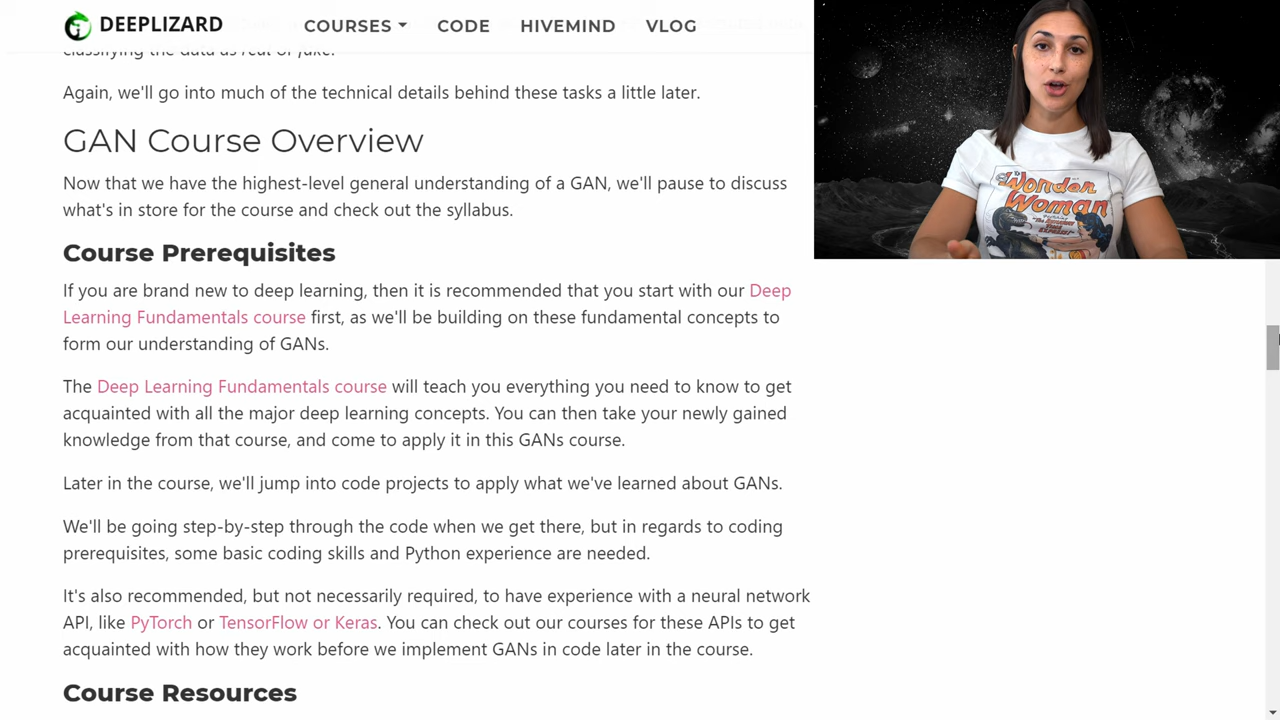 DEEPLIZARD
COURSES
CODE
HIVEMIND
VLOG
classifying the data as real or fake.
Again, we'll go into much of the technical details behind these tasks a little later.
GAN Course Overview
Now that we have the highest-level general understanding of a GAN, we'll pause to discuss
what's in store for the course and check out the syllabus.
Course Prerequisites
If you are brand new to deep learning, then it is recommended that you start with our Deep
Learning Fundamentals course first, as we'll be building on these fundamental concepts to
form our understanding of GANs.
The Deep Learning Fundamentals course will teach you everything you need to know to get
acquainted with all the major deep learning concepts. You can then take your newly gained
knowledge from that course, and come to apply it in this GANs course.
Later in the course, we'll jump into code projects to apply what we've learned about GANs.
We'll be going step-by-step through the code when we get there, but in regards to coding
prerequisites, some basic coding skills and Python experience are needed.
It's also recommended, but not necessarily required, to have experience with a neural network
API, like PyTorch or TensorFlow or Keras. You can check out our courses for these APIs to get
acquainted with how they work before we implement GANs in code later in the course.
Course Resources
Wonder
Woman